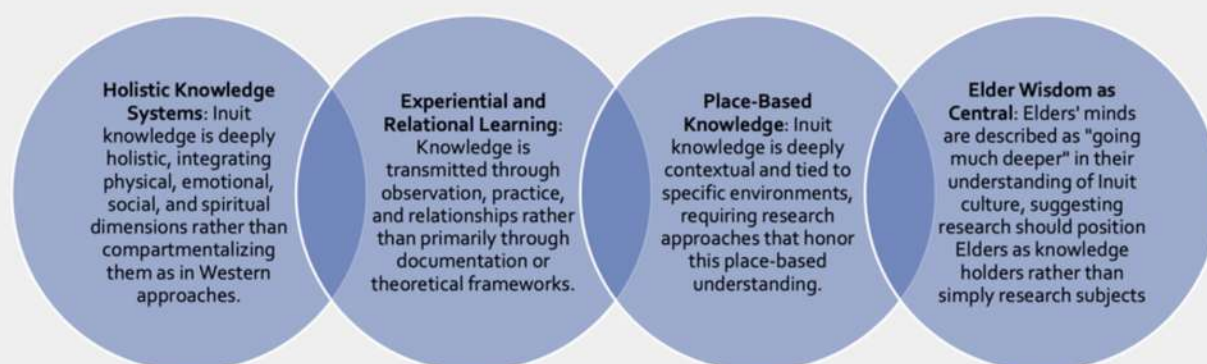 Holistic Knowledge
Systems: Inuit
knowledge is deeply
holistic, integrating
physical, emotional,
social, and spiritual
dimensions rather than
compartmentalizing
them as in Western
approaches.
Experiential and
Relational Learning:
Knowledge is
transmitted through
observation, practice,
and relationships rather
than primarily through
documentation or
theoretical frameworks.
Place-Based
Knowledge: Inuit
knowledge is deeply
contextual and tied to
specific environments,
requiring research
approaches that honor
this place-based
understanding.
Elder Wisdom as
Central: Elders' minds
are described as "going
much deeper" in their
understanding of Inuit
culture, suggesting
research should position
Elders as knowledge
holders rather than
simply research subjects